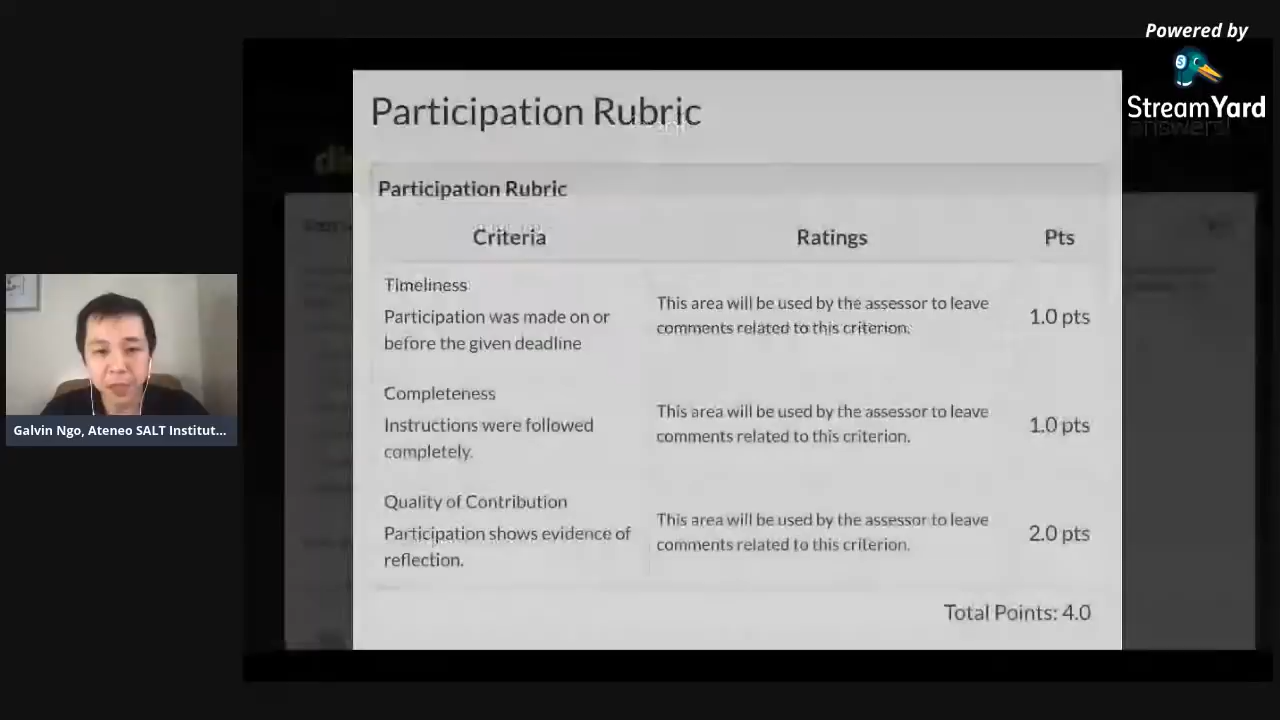 Powered by
StreamYard
answers!
Participation Rubric
Participation Rubric
Criteria
Ratings
Pts
Timeliness
Participation was made on or
before the given deadline
This area will be used by the assessor to leave
comments related to this criterion.
1.0 pts
Completeness
Instructions were followed
completely.
This area will be used by the assessor to leave
comments related to this criterion.
1.0 pts
Quality of Contribution
Participation shows evidence of
reflection.
This area will be used by the assessor to leave
comments related to this criterion.
2.0 pts
Total Points: 4.0
Galvin Ngo, Ateneo SALT Institut...